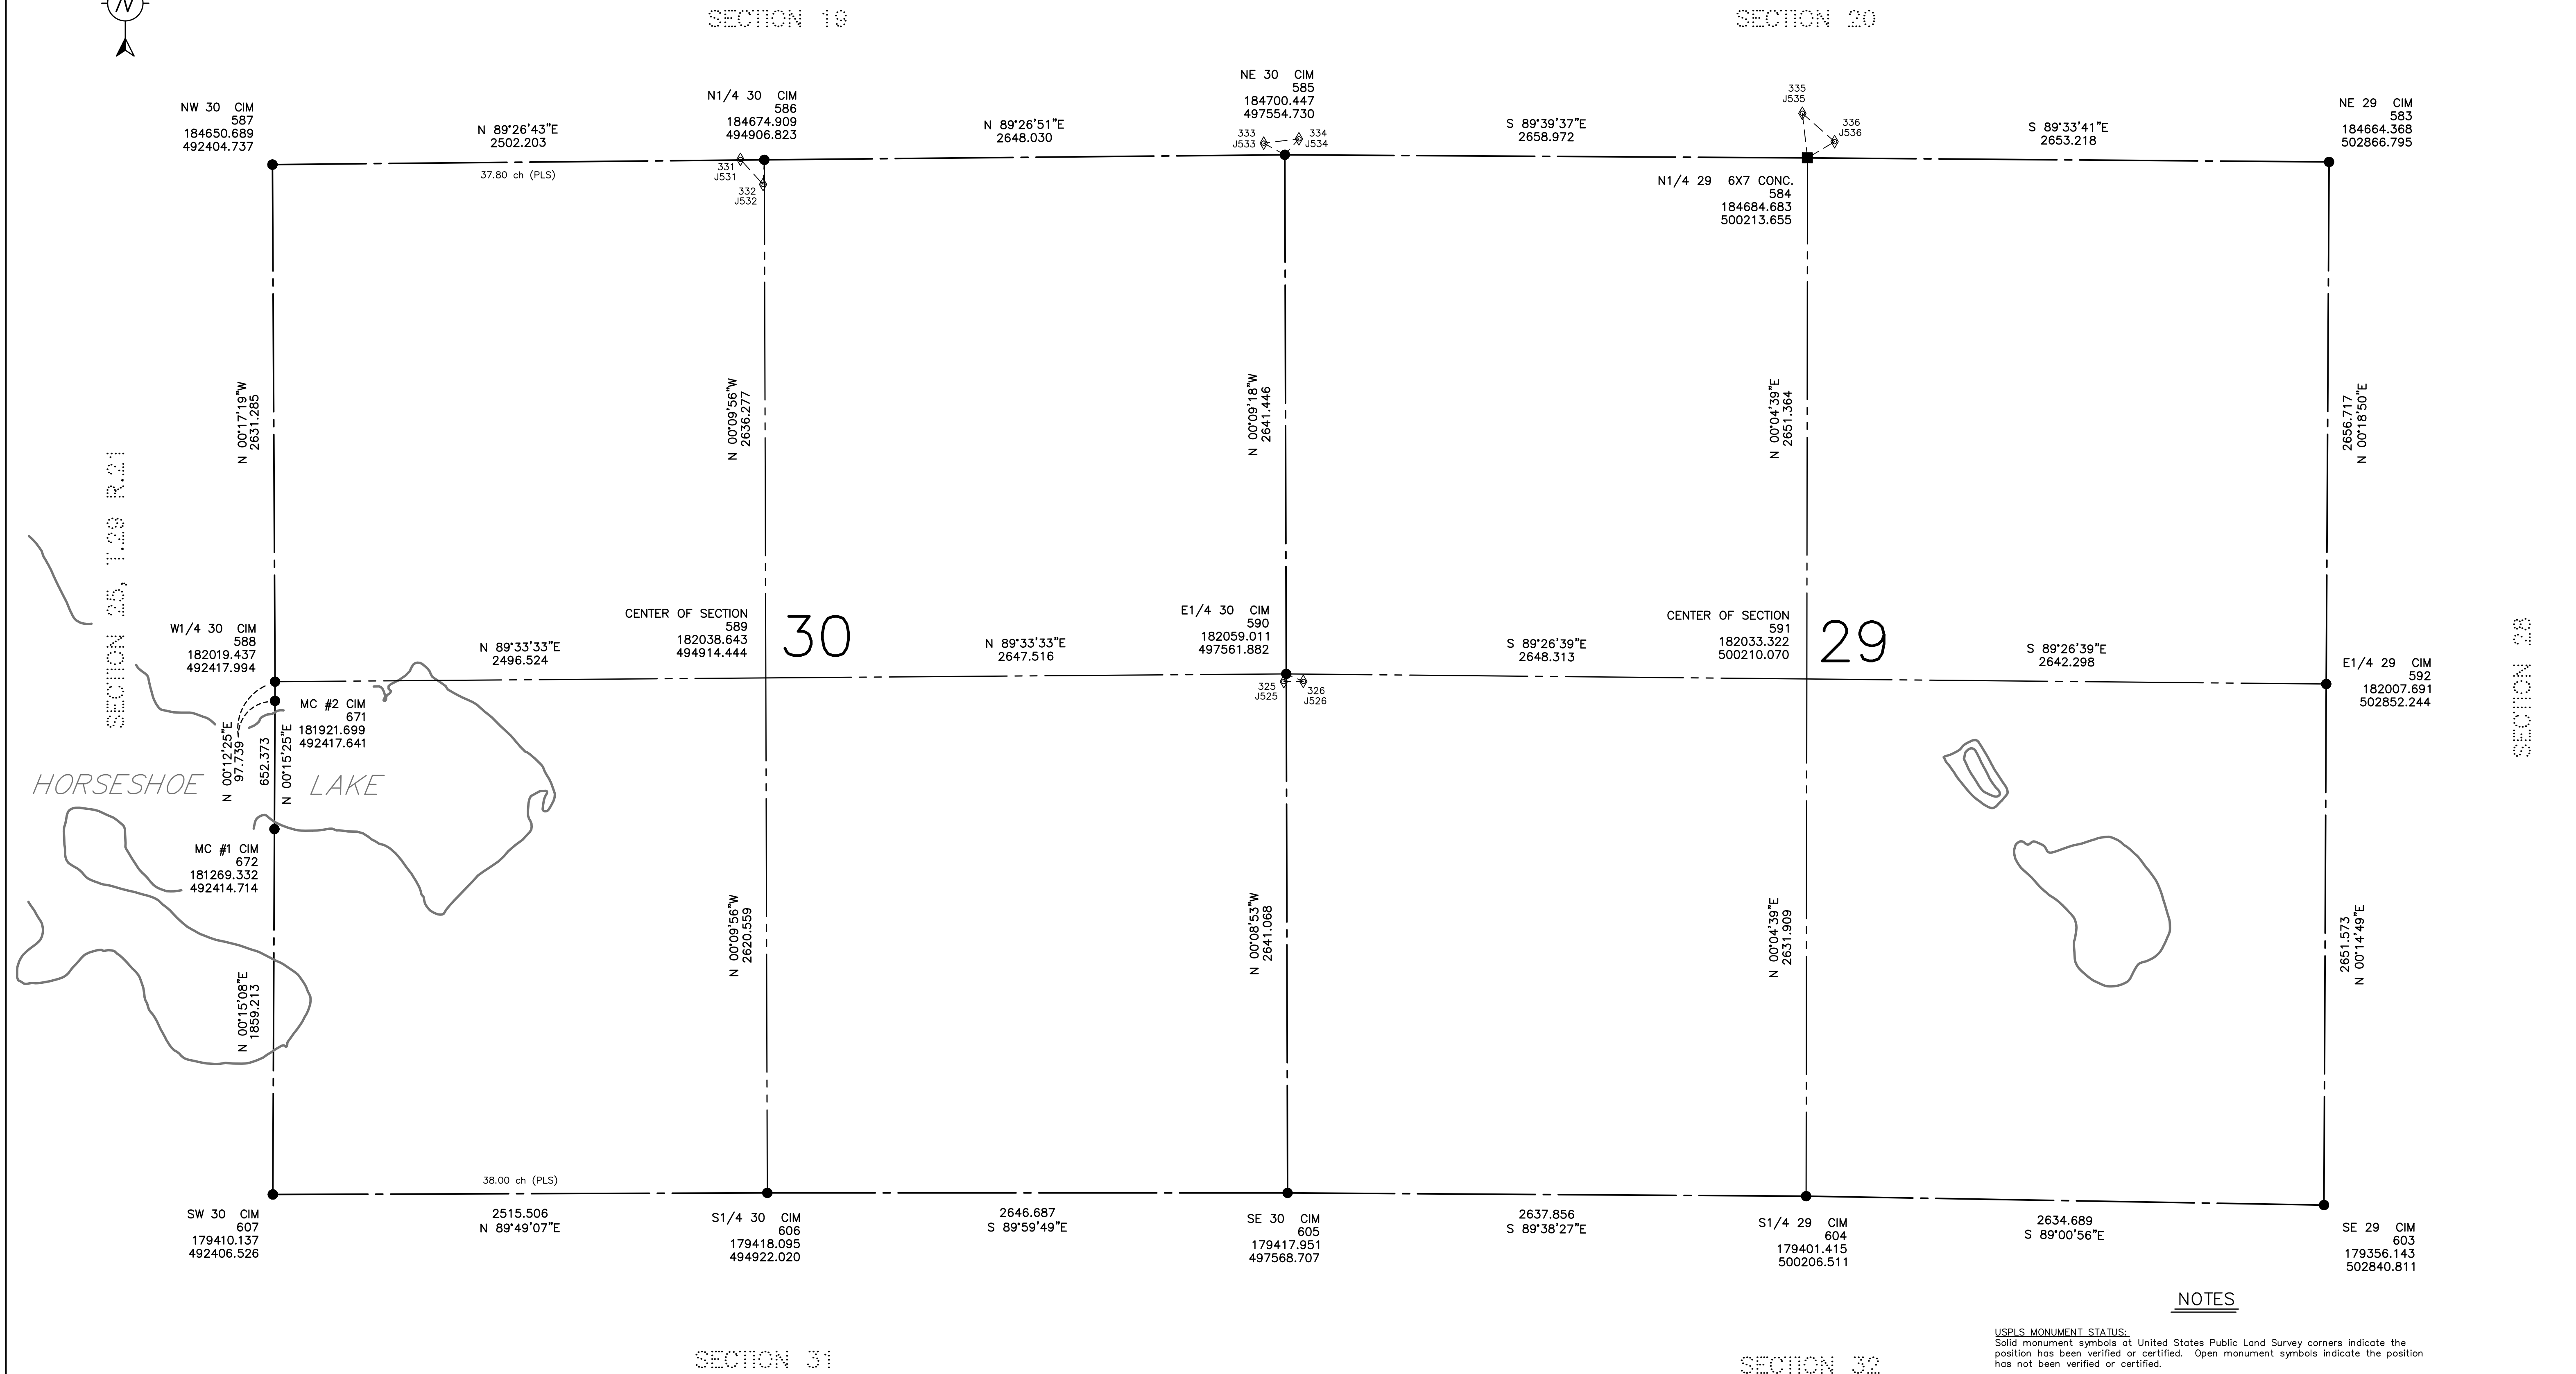 N
SECTION 19
SECTION 20
NW 30 CIM
587
184650.689
492404.737
N 89°26'43"E
2502.203
37.80 ch (PLS)
N1/4 30 CIM
586
184674.909
494906.823
331
J531
332
J532
N 89°26'51"E
2648.030
NE 30 CIM
585
184700.447
497554.730
333
J533
334
J534
S 89°39'37"E
2658.972
335
J535
336
J536
N1/4 29 6X7 CONC.
584
184684.683
500213.655
S 89°33'41"E
2653.218
NE 29 CIM
583
184664.368
502866.795
N 00°17'19"W
2631.285
N 00°09'56"W
2636.277
N 00°09'18"W
2641.446
N 00°04'39"E
2651.364
2656.717
N 00°18'50"E
SECTION 25, T.29 R.21
W1/4 30 CIM
588
182019.437
492417.994
N 89°33'33"E
2496.524
CENTER OF SECTION
589
182038.643
494914.444
30
N 89°33'33"E
2647.516
E1/4 30 CIM
590
182059.011
497561.882
325
J525
326
J526
S 89°26'39"E
2648.313
CENTER OF SECTION
591
182033.322
500210.070
29
S 89°26'39"E
2642.298
E1/4 29 CIM
592
182007.691
502852.244
SECTION 28
MC #2 CIM
671
181921.699
492417.641
N 00°12'25"E
97.739
652.373
N 00°15'25"E
HORSESHOE LAKE
MC #1 CIM
672
181269.332
492414.714
N 00°15'08"E
1859.213
N 00°09'56"W
2620.559
N 00°08'53"W
2641.068
N 00°04'39"E
2631.909
2651.573
N 00°14'49"E
38.00 ch (PLS)
SW 30 CIM
607
179410.137
492406.526
2515.506
N 89°49'07"E
S1/4 30 CIM
606
179418.095
494922.020
2646.687
S 89°59'49"E
SE 30 CIM
605
179417.951
497568.707
2637.856
S 89°38'27"E
S1/4 29 CIM
604
179401.415
500206.511
2634.689
S 89°00'56"E
SE 29 CIM
603
179356.143
502840.811
SECTION 31
SECTION 32
NOTES
USPLS MONUMENT STATUS:
Solid monument symbols at United States Public Land Survey corners indicate the
position has been verified or certified. Open monument symbols indicate the position
has not been verified or certified.